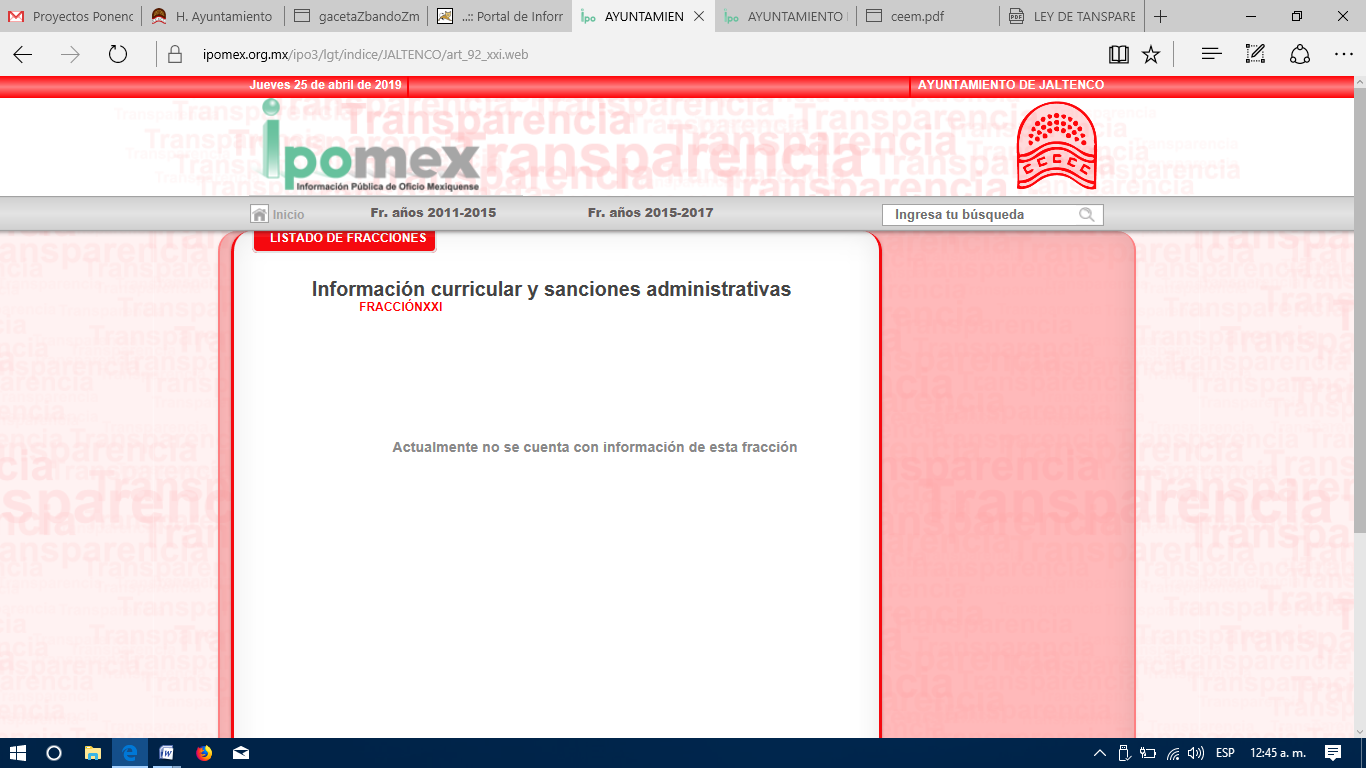 Proyectos Ponenc
H. Ayuntamiento
gacetaZbandoZm
..:: Portal de Inforr
AYUNTAMIEN
AYUNTAMIENTO
ceem.pdf
LEY DE TANSPARE
ipomex.org.mx/ipo3/lgt/indice/JALTENCO/art_92_xxi.web
Jueves 25 de abril de 2019
AYUNTAMIENTO DE JALTENCO
ipomex
Información Pública de Oficio Mexiquense
Transparencia
Inicio
Fr. años 2011-2015
Fr. años 2015-2017
Ingresa tu búsqueda
LISTADO DE FRACCIONES
Información curricular y sanciones administrativas
FRACCIÓNXXI
Actualmente no se cuenta con información de esta fracción
ESP
12:45 a. m.